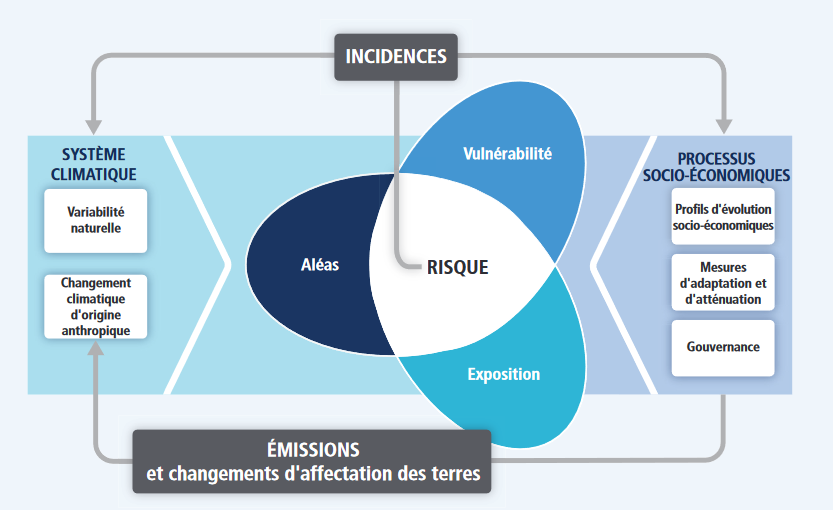 INCIDENCES
SYSTÈME
CLIMATIQUE
Variabilité
naturelle
Changement
climatique
d'origine
anthropique
Vulnérabilité
Aléas
RISQUE
Exposition
PROCESSUS
SOCIO-ÉCONOMIQUES
Profils d'évolution
socio-économiques
Mesures
d'adaptation et
d'atténuation
Gouvernance
ÉMISSIONS
et changements d'affectation des terres